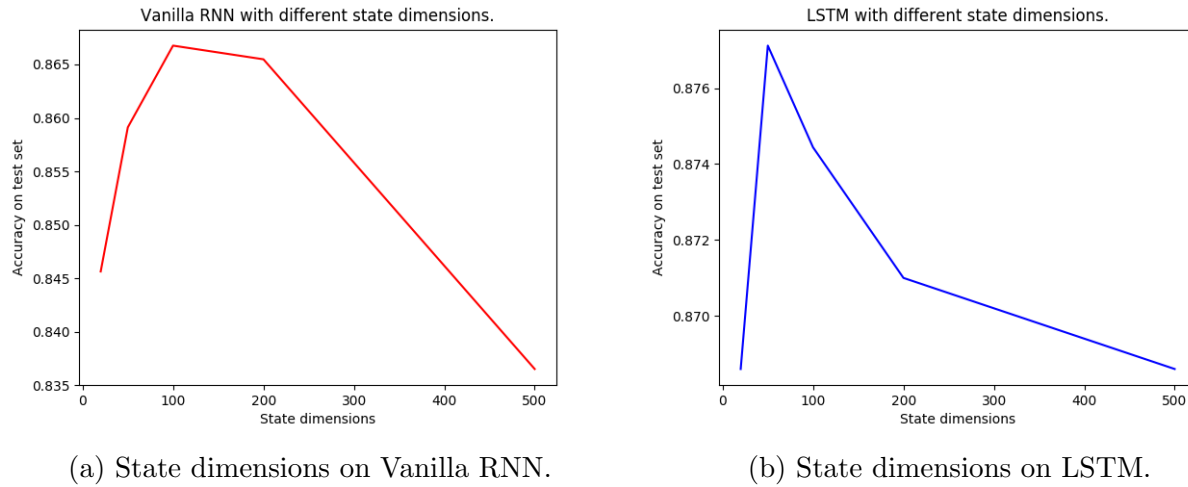 Vanilla RNN with different state dimensions.
Accuracy on test set
0.865
0.860
0.855
0.850
0.845
0.840
0.835
0 100 200 300 400 500
State dimensions
(a) State dimensions on Vanilla RNN.
LSTM with different state dimensions.
Accuracy on test set
0.876
0.874
0.872
0.870
0 100 200 300 400 500
State dimensions
(b) State dimensions on LSTM.